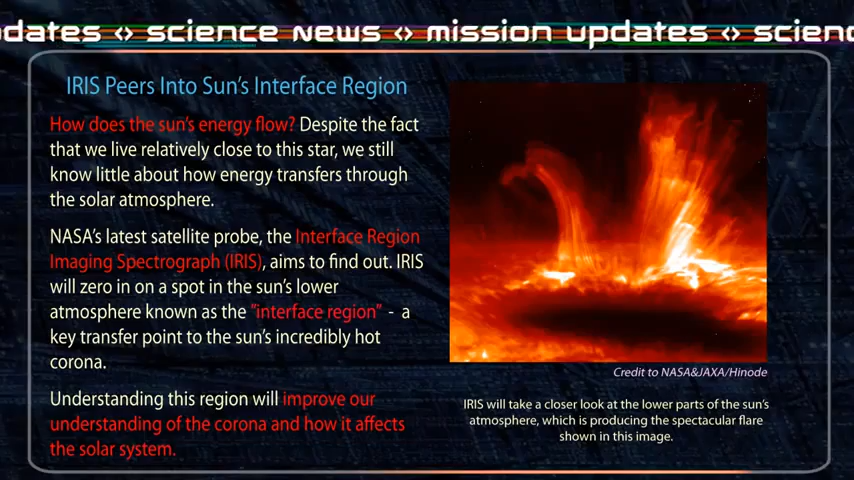 dates ‹› science news ‹› mission updates ‹› scienc
IRIS Peers Into Sun's Interface Region
How does the sun's energy flow? Despite the fact
that we live relatively close to this star, we still
know little about how energy transfers through
the solar atmosphere.
NASA's latest satellite probe, the Interface Region
Imaging Spectrograph (IRIS), aims to find out. IRIS
will zero in on a spot in the sun's lower
atmosphere known as the "interface region" - a
key transfer point to the sun's incredibly hot
corona.
Understanding this region will improve our
understanding of the corona and how it affects
the solar system.
Credit to NASA&JAXA/Hinode
IRIS will take a closer look at the lower parts of the sun's
atmosphere, which is producing the spectacular flare
shown in this image.